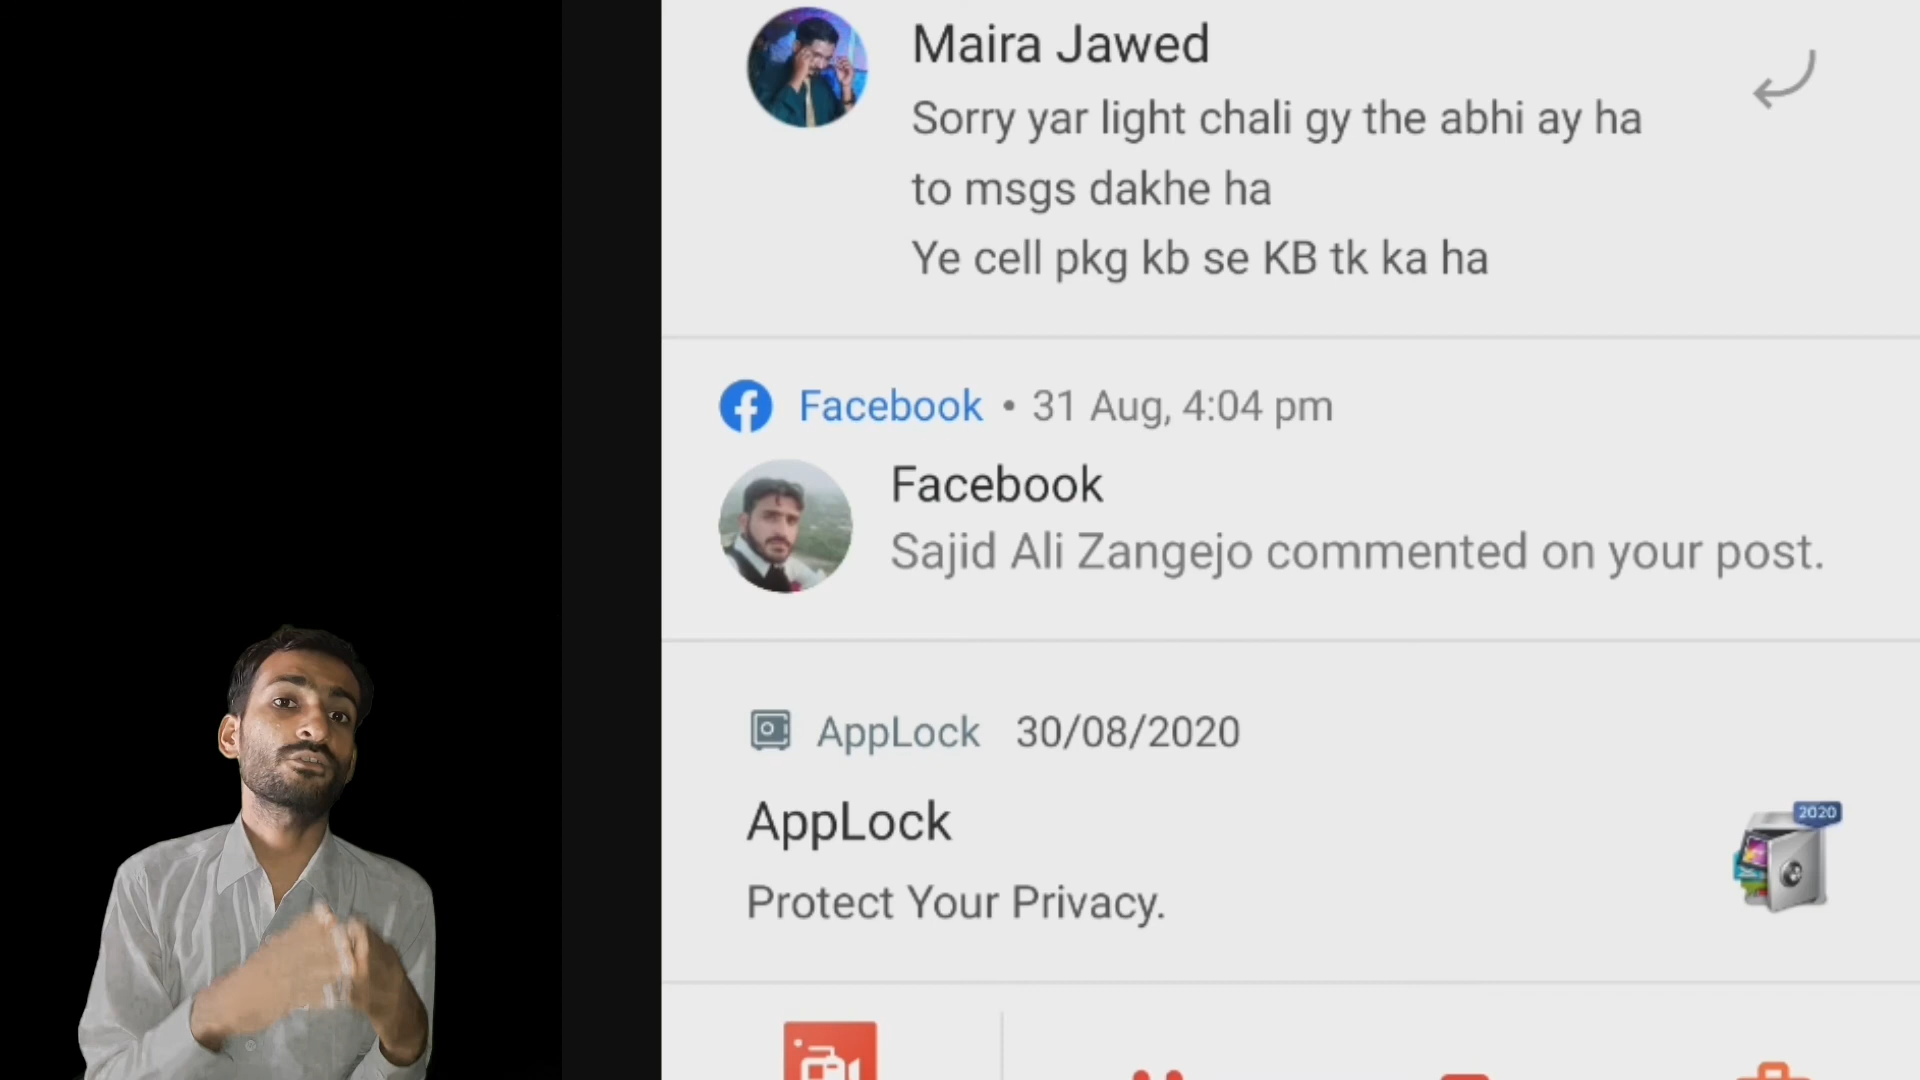 Maira Jawed
Sorry yar light chali gy the abhi ay ha
to msgs dakhe ha
Ye cell pkg kb se KB tk ka ha
Facebook • 31 Aug, 4:04 pm
Facebook
Sajid Ali Zangejo commented on your post.
AppLock 30/08/2020
AppLock
2020
Protect Your Privacy.